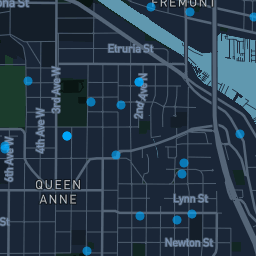 FREMONT
Etruria St
3rd Ave W
2nd Ave N
4th Ave W
6th Ave W
QUEEN
ANNE
Lynn St
Newton St